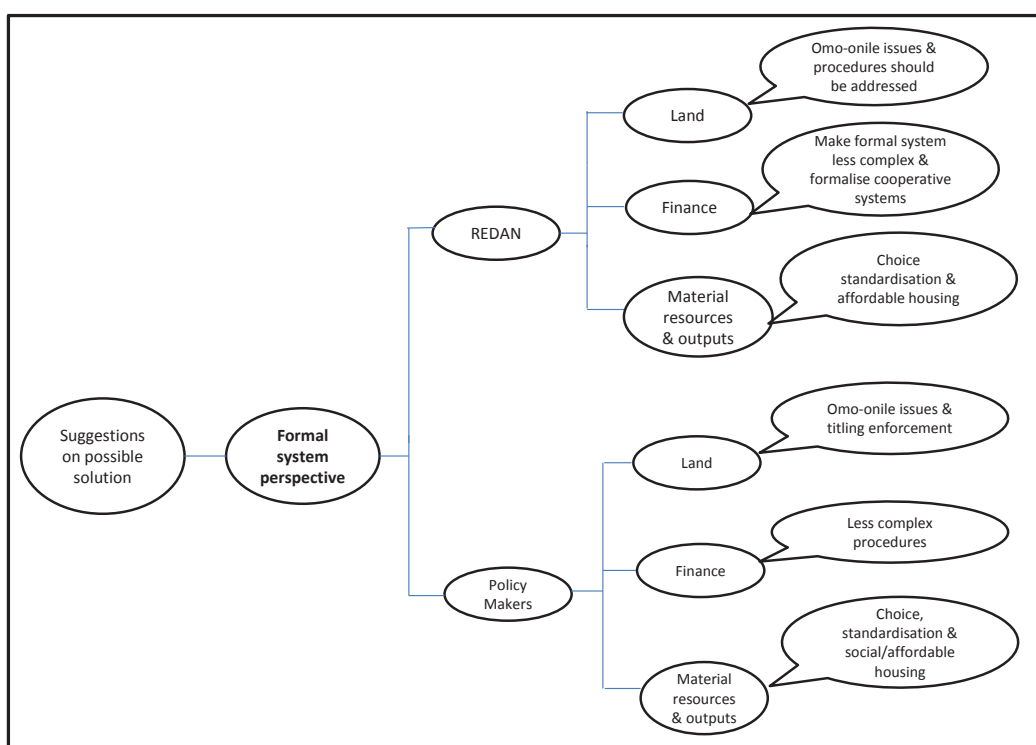 Suggestions
on possible
solution
Formal
system
perspective
REDAN
Land
Omo-onile issues &
procedures should
be addressed
Finance
Make formal system
less complex &
formalise cooperative
systems
Material
resources
& outputs
Choice
standardisation &
affordable housing
Policy
Makers
Land
Omo-onile issues &
titling enforcement
Finance
Less complex
procedures
Material
resources
& outputs
Choice,
standardisation &
social/affordable
housing